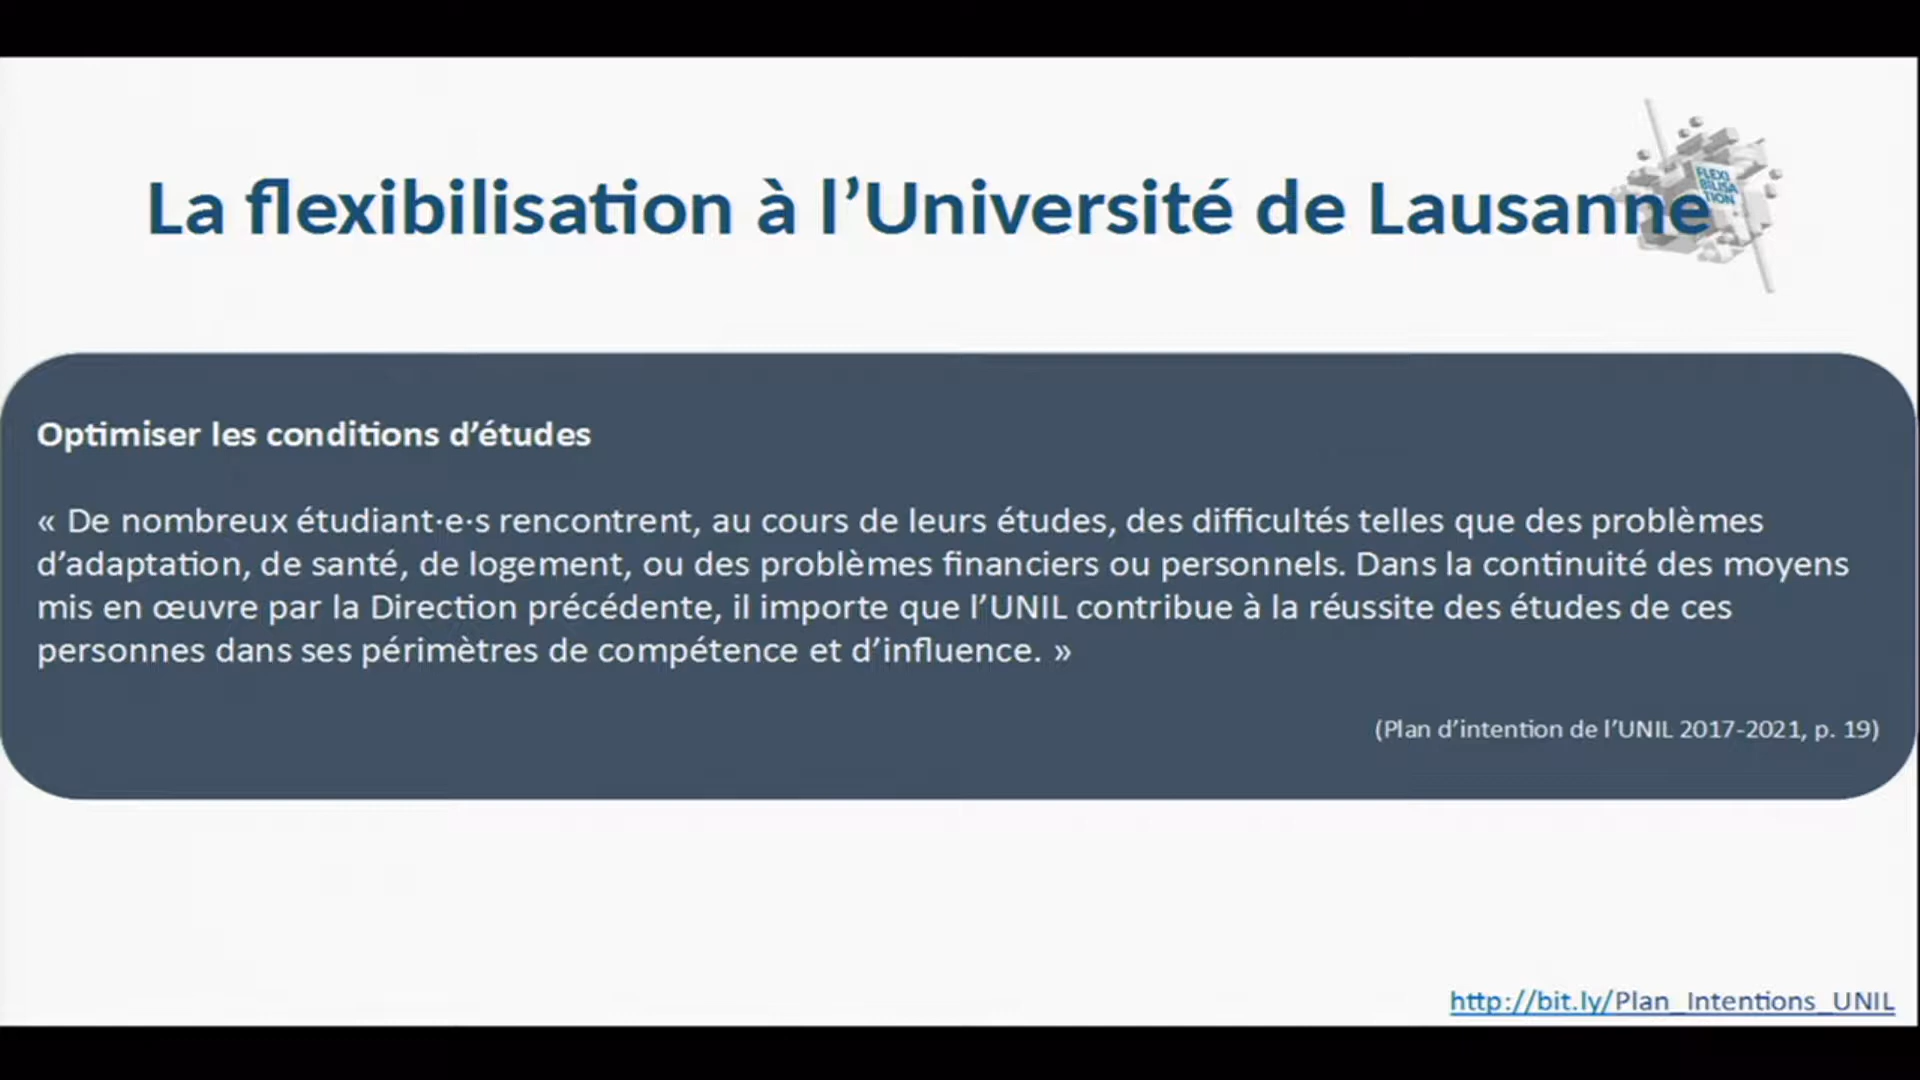 La flexibilisation à l’Université de Lausanne
FLEXI
BILISA
TION
Optimiser les conditions d’études
« De nombreux étudiant·e·s rencontrent, au cours de leurs études, des difficultés telles que des problèmes
d’adaptation, de santé, de logement, ou des problèmes financiers ou personnels. Dans la continuité des moyens
mis en œuvre par la Direction précédente, il importe que l’UNIL contribue à la réussite des études de ces
personnes dans ses périmètres de compétence et d’influence. »
(Plan d’intention de l’UNIL 2017-2021, p. 19)
http://bit.ly/Plan_Intentions_UNIL